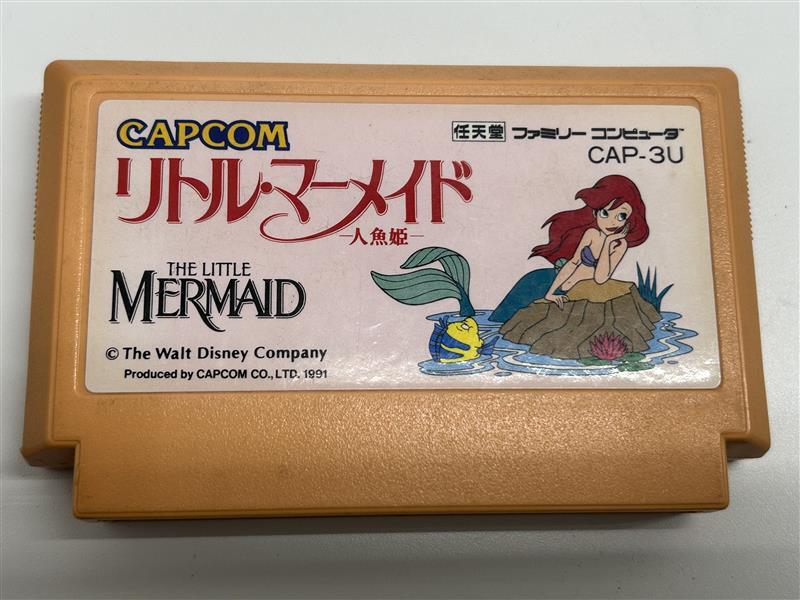 CAPCOM
任天堂 ファミリー コンピュータ™
CAP-3U
リトル・マーメイド
―人魚姫―
THE LITTLE
MERMAID
© The Walt Disney Company
Produced by CAPCOM CO., LTD. 1991